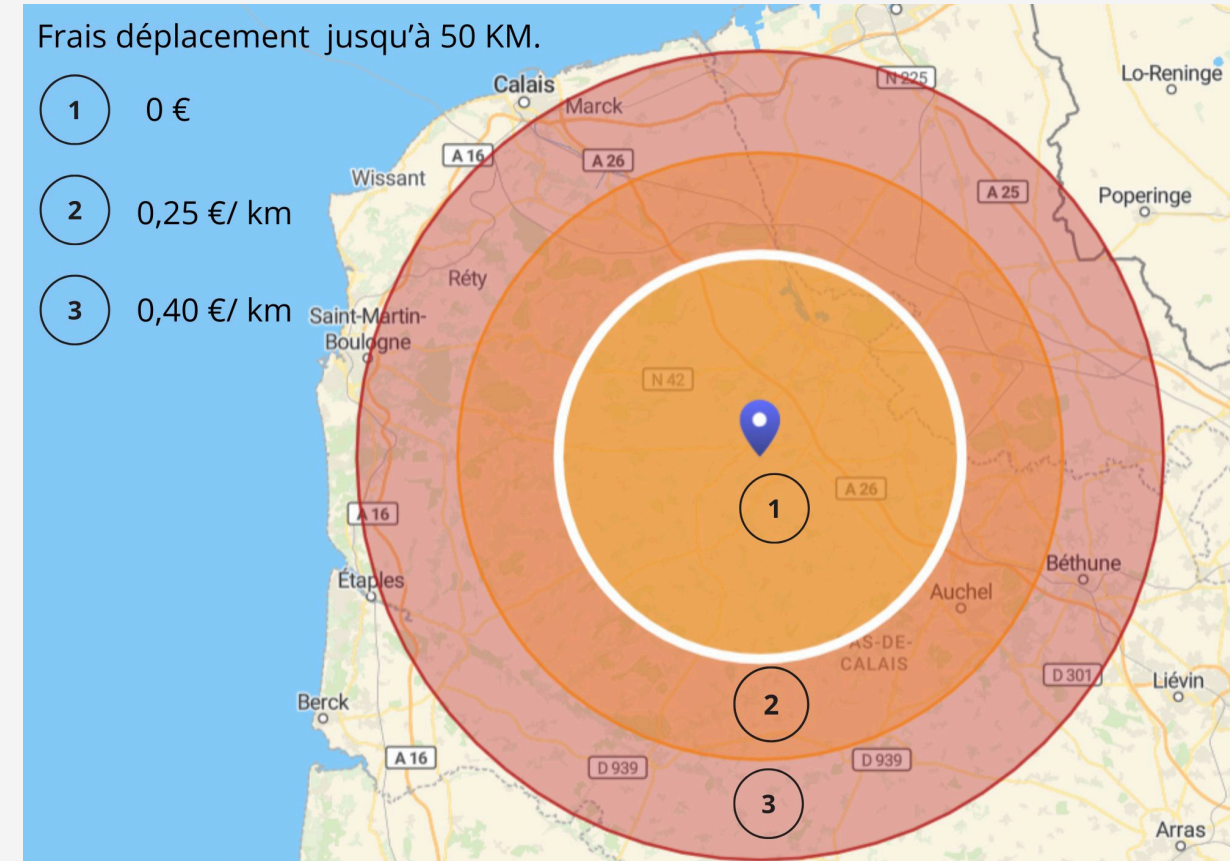 Frais déplacement  jusqu’à 50 KM.
1 0 €
2 0,25 €/ km
3 0,40 €/ km
Calais
Marck
N 225
Lo-Reninge
A 16
A 26
Wissant
A 25
Poperinge
Réty
Saint-Martin-
Boulogne
N 42
A 26
1
A 16
Étaples
Béthune
Auchel
AS-DE-
CALAIS
D 301
Liévin
Berck
2
A 16
D 939
D 939
3
Arras